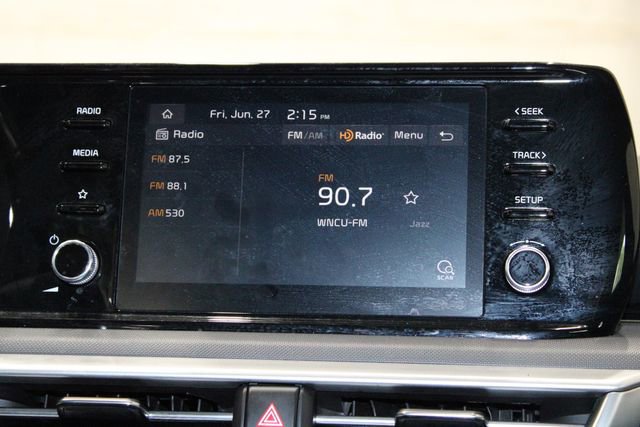 RADIO
MEDIA
Fri, Jun. 27 2:15 PM
Radio FM/AM HD Radio Menu
FM 87.5
FM 88.1
AM 530
FM
90.7
WNCU-FM
Jazz
SCAN
< SEEK
TRACK >
SETUP